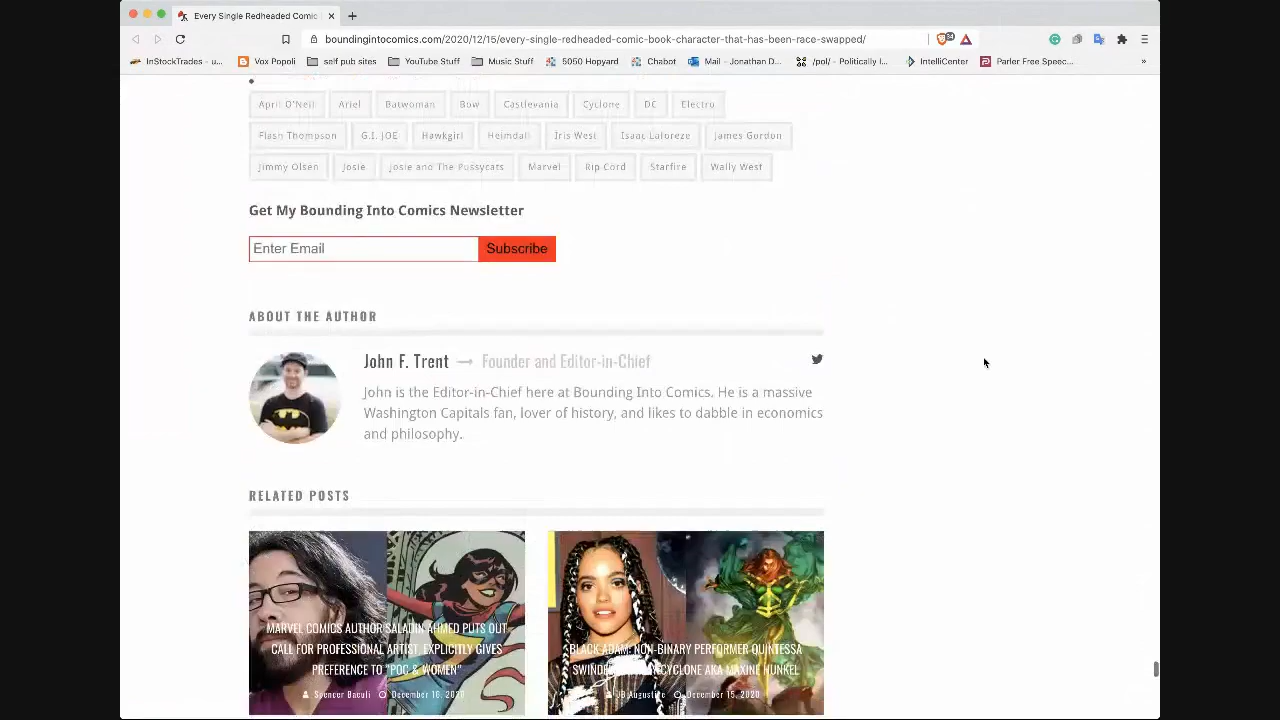 Every Single Redheaded Comic
boundingintocomics.com/2020/12/15/every-single-redheaded-comic-book-character-that-has-been-race-swapped/
InStockTrades - u... Vox Popoli self pub sites YouTube Stuff Music Stuff 5050 Hopyard Chabot Mail – Jonathan D... /pol/ - Politically I... IntelliCenter Parler Free Speec... »
April O'Neil Ariel Batwoman Bow Castlevania Cyclone DC Electro
Flash Thompson G.I. JOE Hawkgirl Heimdall Iris West Isaac Laforeze James Gordon
Jimmy Olsen Josie Josie and The Pussycats Marvel Rip Cord Starfire Wally West
Get My Bounding Into Comics Newsletter
Enter Email Subscribe
ABOUT THE AUTHOR
John F. Trent → Founder and Editor-in-Chief
John is the Editor-in-Chief here at Bounding Into Comics. He is a massive
Washington Capitals fan, lover of history, and likes to dabble in economics
and philosophy.
RELATED POSTS
MARVEL COMICS AUTHOR SALADIN AHMED PUTS OUT
CALL FOR PROFESSIONAL ARTIST, EXPLICITLY GIVES
PREFERENCE TO "POC & WOMEN"
Spencer Baculi December 16, 2020
BLACK ADAM: NON-BINARY PERFORMER QUINTESSA
CYCLONE AKA MAXINE HUNKEL
JB Augustine December 15, 2020